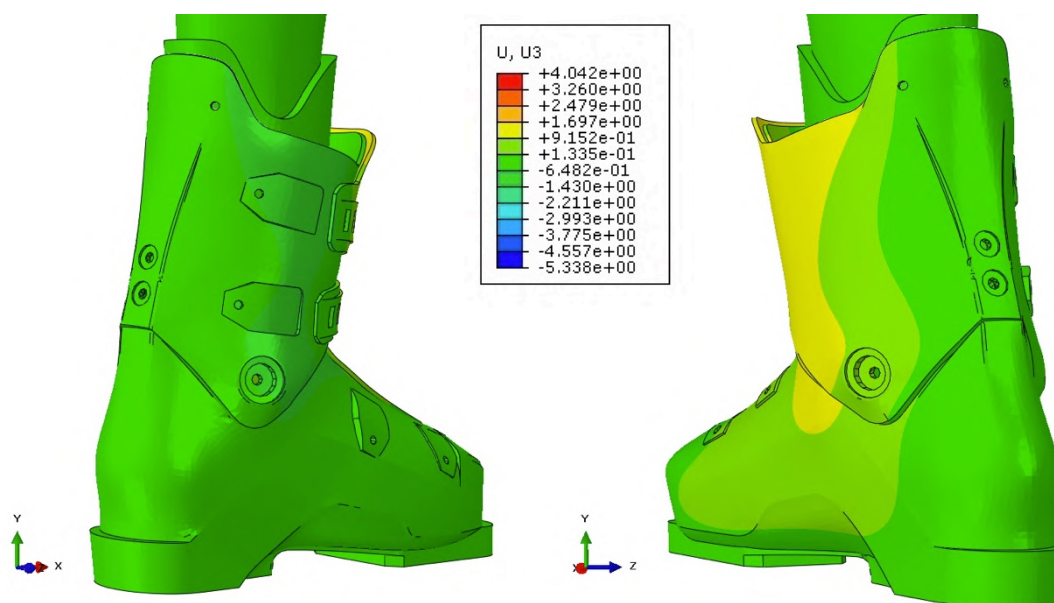 U, U3
+4.042e+00
+3.260e+00
+2.479e+00
+1.697e+00
+9.152e-01
+1.335e-01
-6.482e-01
-1.430e+00
-2.211e+00
-2.993e+00
-3.775e+00
-4.557e+00
-5.338e+00
Y
X
Y
X
Z